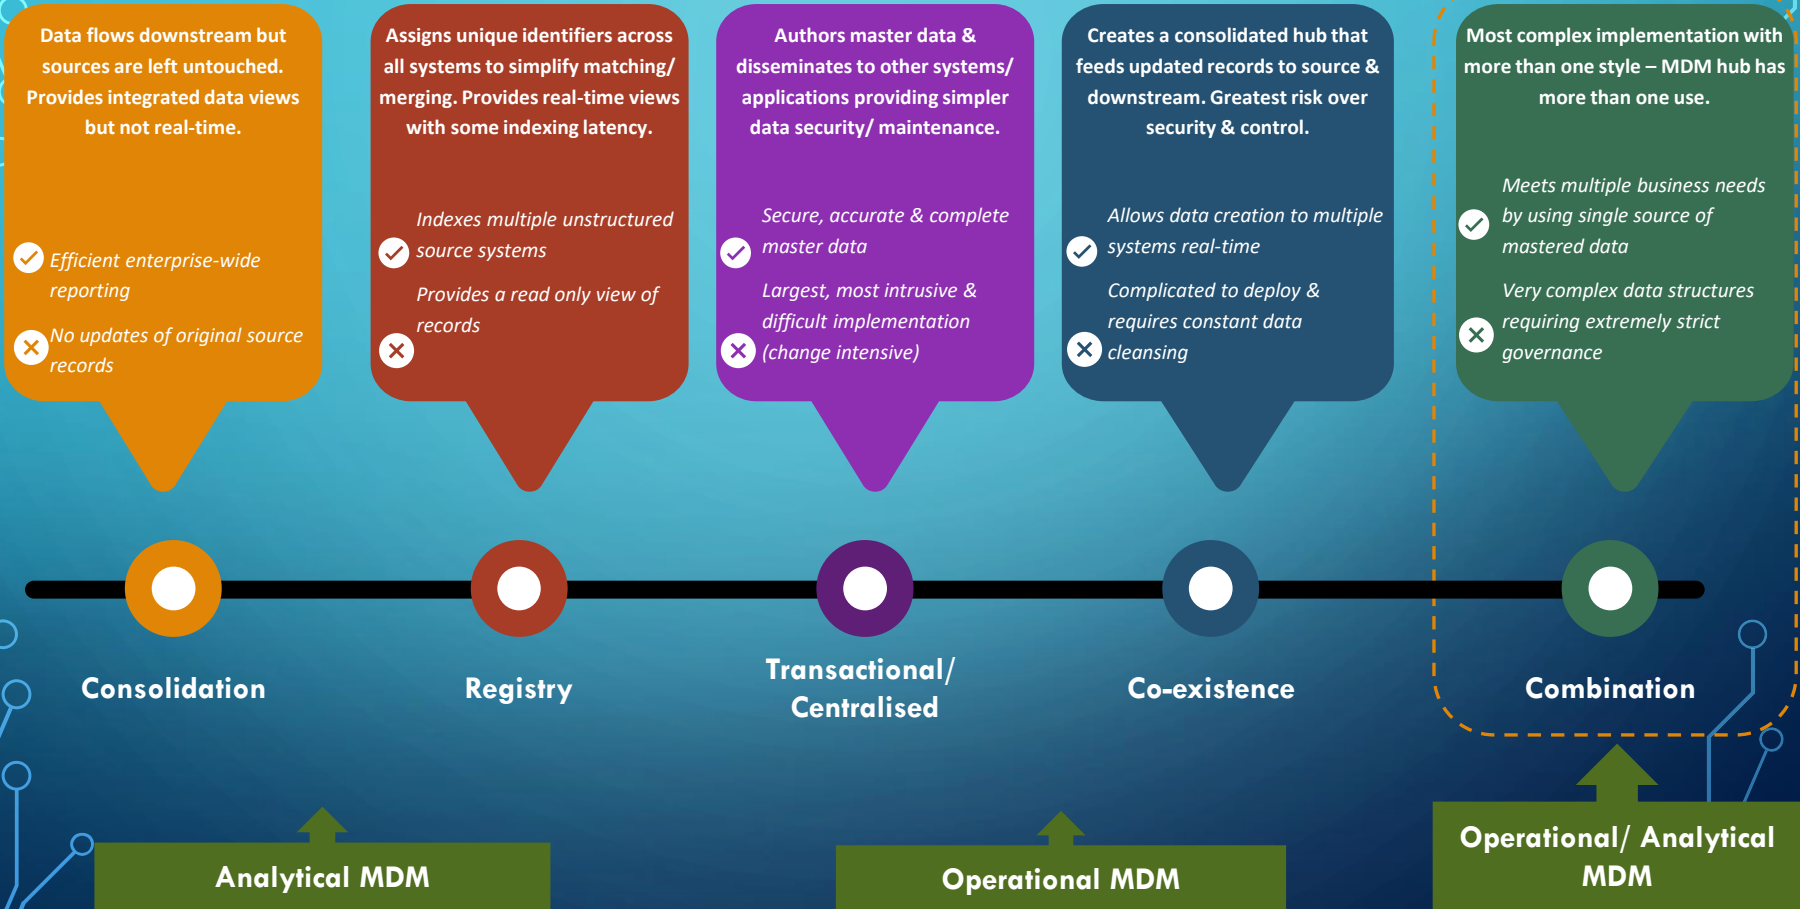 Data flows downstream but
sources are left untouched.
Provides integrated data views
but not real-time.
Efficient enterprise-wide
reporting
No updates of original source
records
Assigns unique identifiers across
all systems to simplify matching/
merging. Provides real-time views
with some indexing latency.
Indexes multiple unstructured
source systems
Provides a read only view of
records
Authors master data &
disseminates to other systems/
applications providing simpler
data security/ maintenance.
Secure, accurate & complete
master data
Largest, most intrusive &
difficult implementation
(change intensive)
Creates a consolidated hub that
feeds updated records to source &
downstream. Greatest risk over
security & control.
Allows data creation to multiple
systems real-time
Complicated to deploy &
requires constant data
cleansing
Most complex implementation with
more than one style – MDM hub has
more than one use.
Meets multiple business needs
by using single source of
mastered data
Very complex data structures
requiring extremely strict
governance
Consolidation
Registry
Transactional/
Centralised
Co-existence
Combination
Analytical MDM
Operational MDM
Operational/ Analytical
MDM